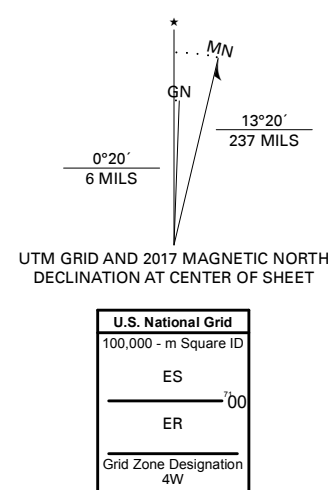 ★
MN
GN
13°20´
237 MILS
0°20´
6 MILS
UTM GRID AND 2017 MAGNETIC NORTH
DECLINATION AT CENTER OF SHEET
U.S. National Grid
100,000 - m Square ID
ES
⁷¹00
ER
Grid Zone Designation
4W